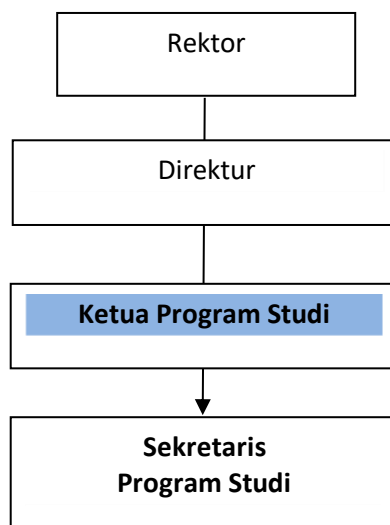 Rektor
Direktur
Ketua Program Studi
Sekretaris
Program Studi